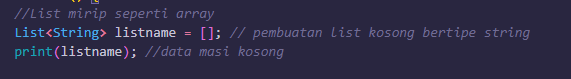 //List mirip seperti array
List<String> listname = []; // pembuatan list kosong bertipe string
print(listname); //data masi kosong